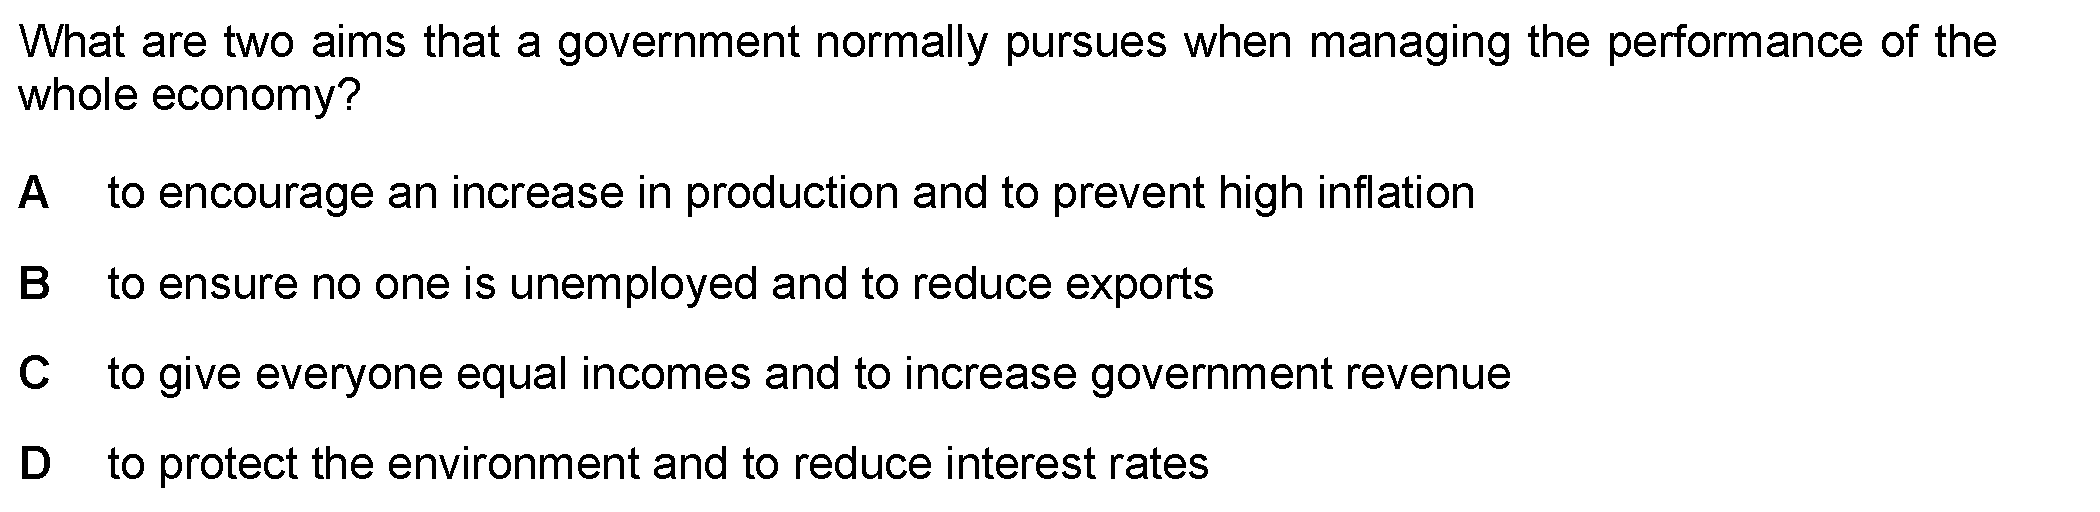 What are two aims that a government normally pursues when managing the performance of the
whole economy?
A to encourage an increase in production and to prevent high inflation
B to ensure no one is unemployed and to reduce exports
C to give everyone equal incomes and to increase government revenue
D to protect the environment and to reduce interest rates